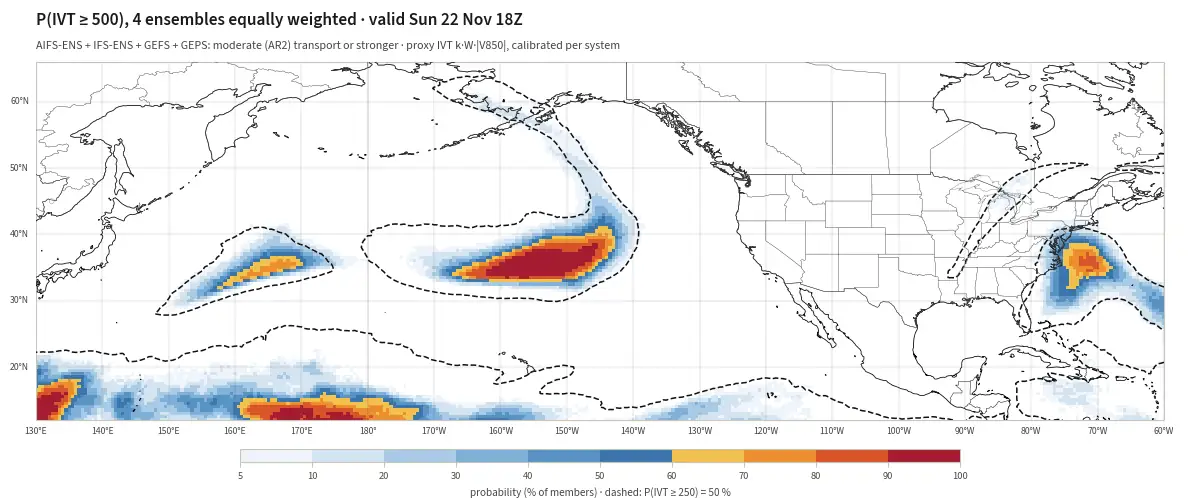 P(IVT ≥ 500), 4 ensembles equally weighted · valid Sun 22 Nov 18Z
AIFS-ENS + IFS-ENS + GEFS + GEPS: moderate (AR2) transport or stronger · proxy IVT k·W·|V850|, calibrated per system
60°N
50°N
40°N
30°N
20°N
130°E 140°E 150°E 160°E 170°E 180° 170°W 160°W 150°W 140°W 130°W 120°W 110°W 100°W 90°W 80°W 70°W 60°W
5 10 20 30 40 50 60 70 80 90 100
probability (% of members) · dashed: P(IVT ≥ 250) = 50 %